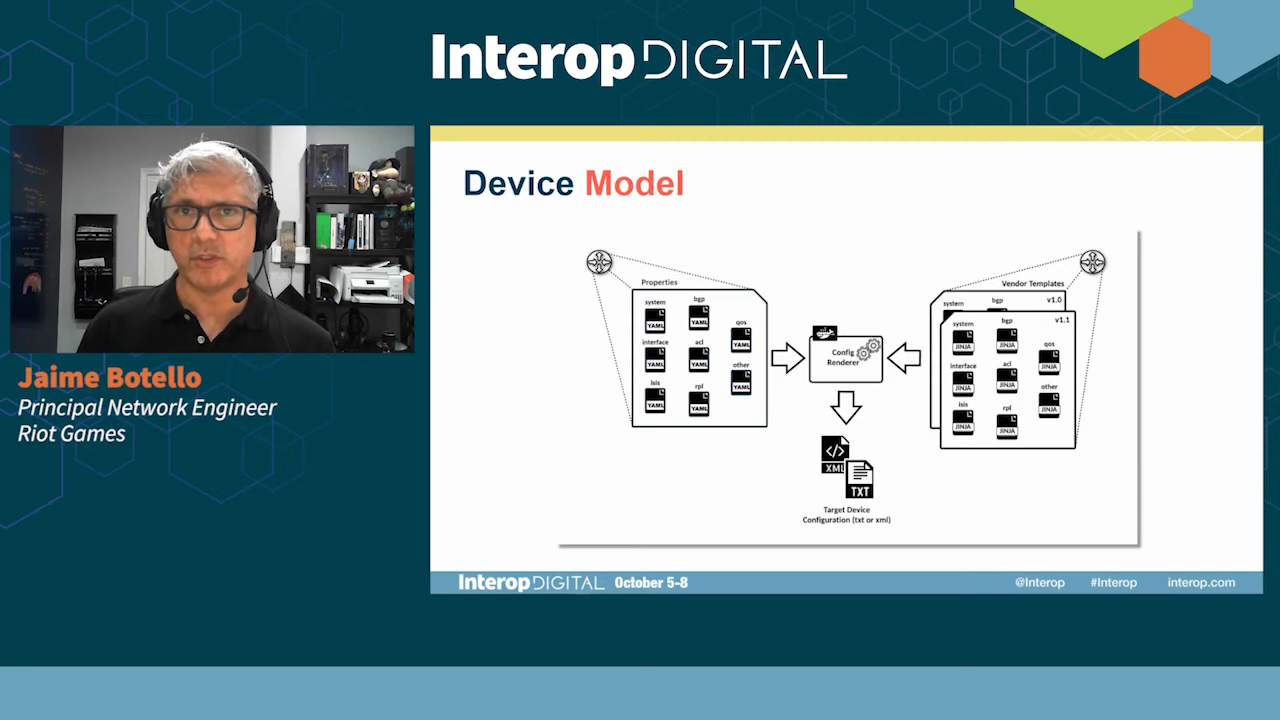 Interop DIGITAL
Jaime Botello
Principal Network Engineer
Riot Games
Device Model
Properties
system
bgp
qos
YAML
YAML
YAML
interface
acl
other
YAML
YAML
YAML
isis
rpl
YAML
YAML
Config
Renderer
XML
TXT
Target Device
Configuration (txt or xml)
Vendor Templates
system
bgp
v1.0
v1.1
system
bgp
qos
JINJA
JINJA
JINJA
interface
acl
other
JINJA
JINJA
JINJA
isis
rpl
JINJA
JINJA
Interop DIGITAL October 5-8
@Interop #Interop interop.com